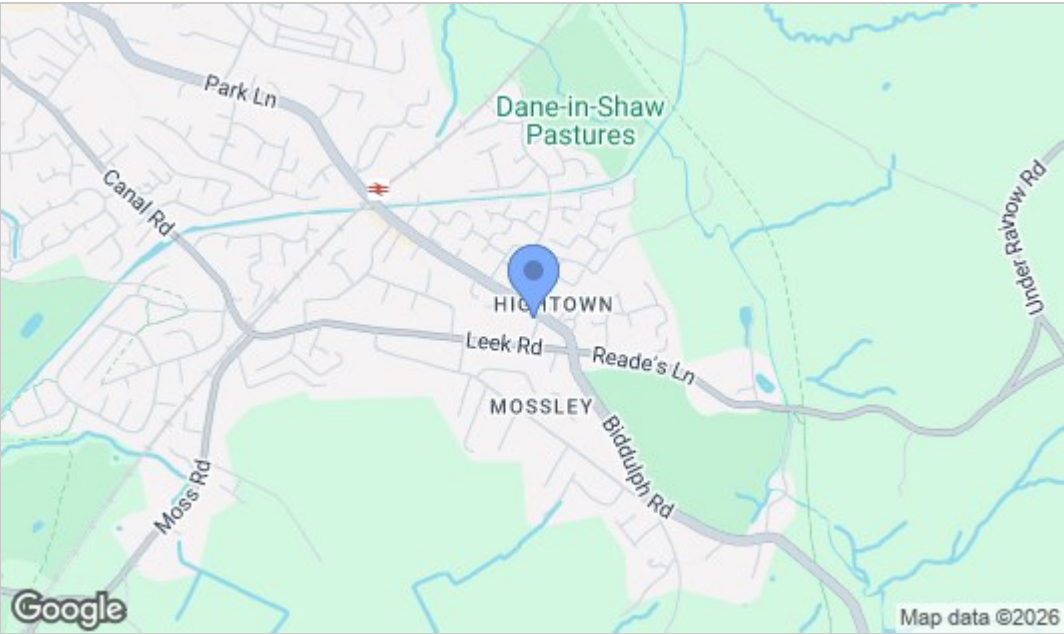 Park Ln
Dane-in-Shaw
Pastures
Canal Rd
Under Rainow Rd
HIGHTOWN
Leek Rd
Reade's Ln
MOSSLEY
Biddulph Rd
Moss Rd
Google
Map data ©2026